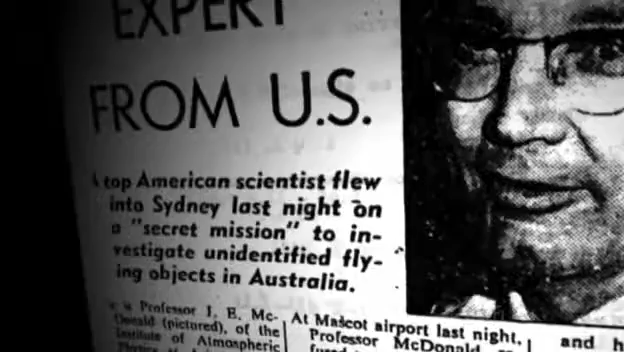 EXPERT
FROM U.S.
A top American scientist flew
into Sydney last night on
a "secret mission" to in-
vestigate unidentified fly-
ing objects in Australia.
Professor J. E. Mc-
Donald (pictured), of the
Institute of Atmospheric
At Mascot airport last night,
Professor McDonald
and h